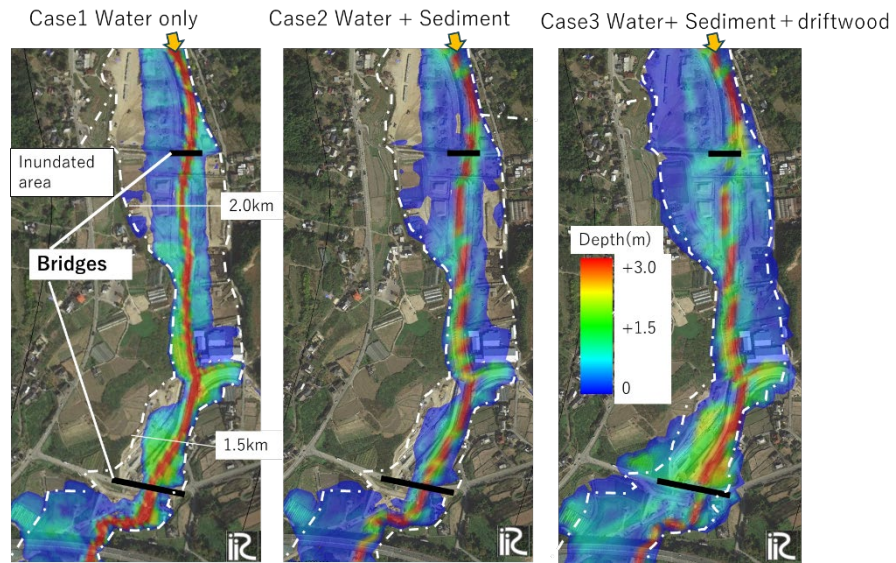 Case1 Water only
Case2 Water + Sediment
Case3 Water+ Sediment + driftwood
Inundated
area
2.0km
Bridges
Depth(m)
+3.0
+1.5
0
1.5km
iRiC
iRiC
iRiC